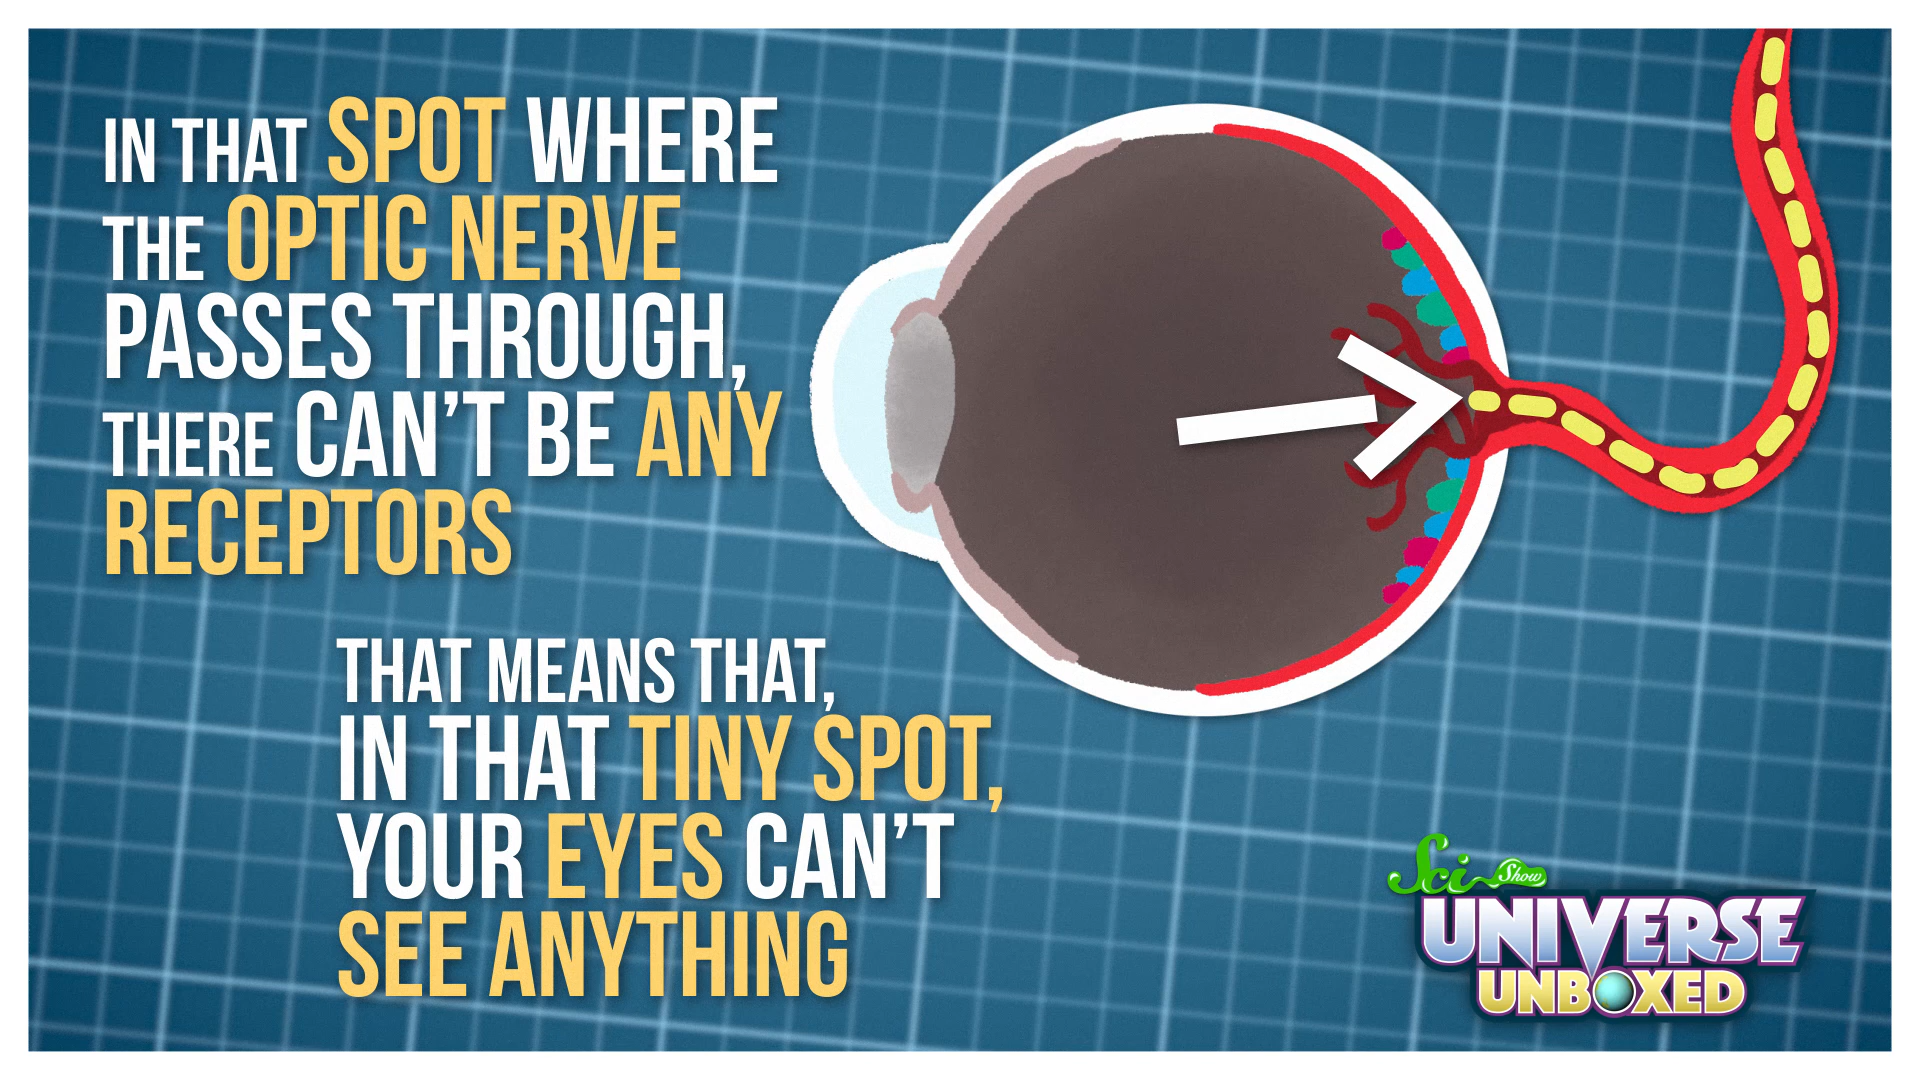 IN THAT SPOT WHERE
THE OPTIC NERVE
PASSES THROUGH,
THERE CAN'T BE ANY
RECEPTORS
THAT MEANS THAT,
IN THAT TINY SPOT,
YOUR EYES CAN'T
SEE ANYTHING
Sci Show
UNIVERSE
UNBOXED